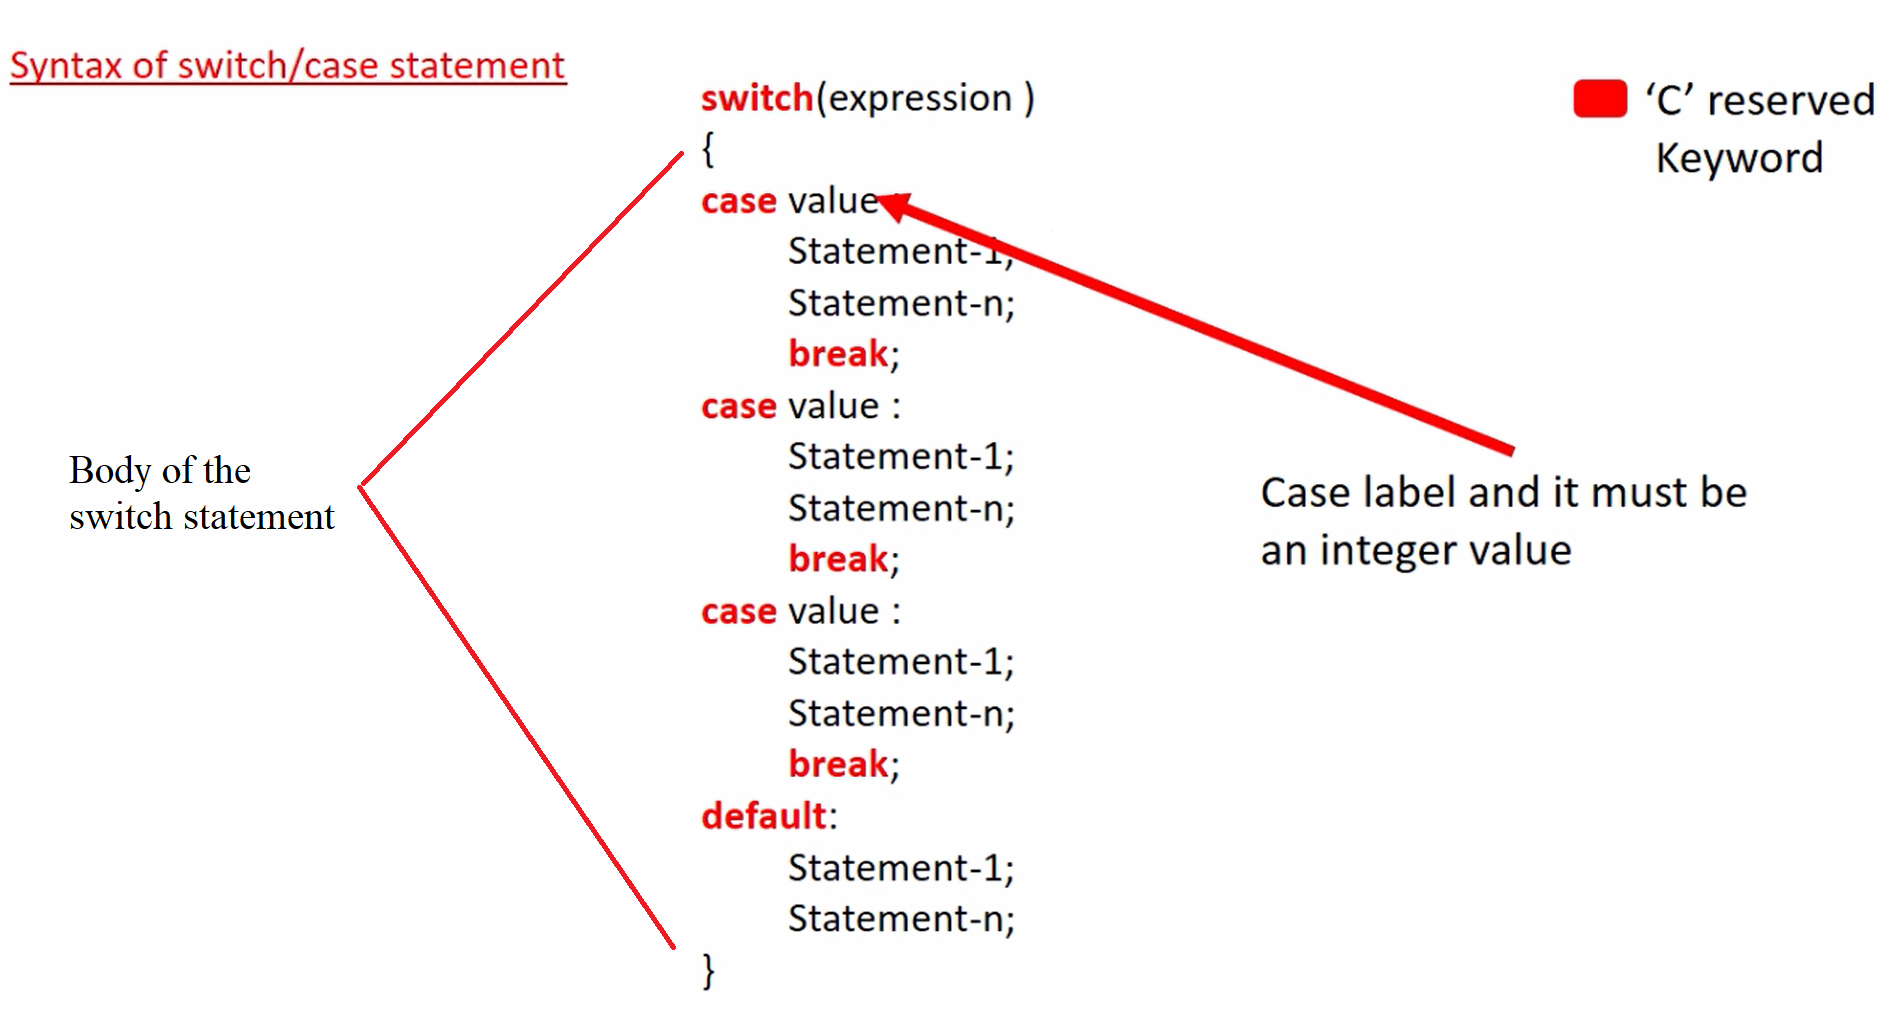 Syntax of switch/case statement
switch(expression )
‘C’ reserved
Keyword
{
case value
Statement-1;
Statement-n;
break;
case value :
Statement-1;
Statement-n;
break;
case value :
Statement-1;
Statement-n;
break;
default:
Statement-1;
Statement-n;
}
Body of the
switch statement
Case label and it must be
an integer value